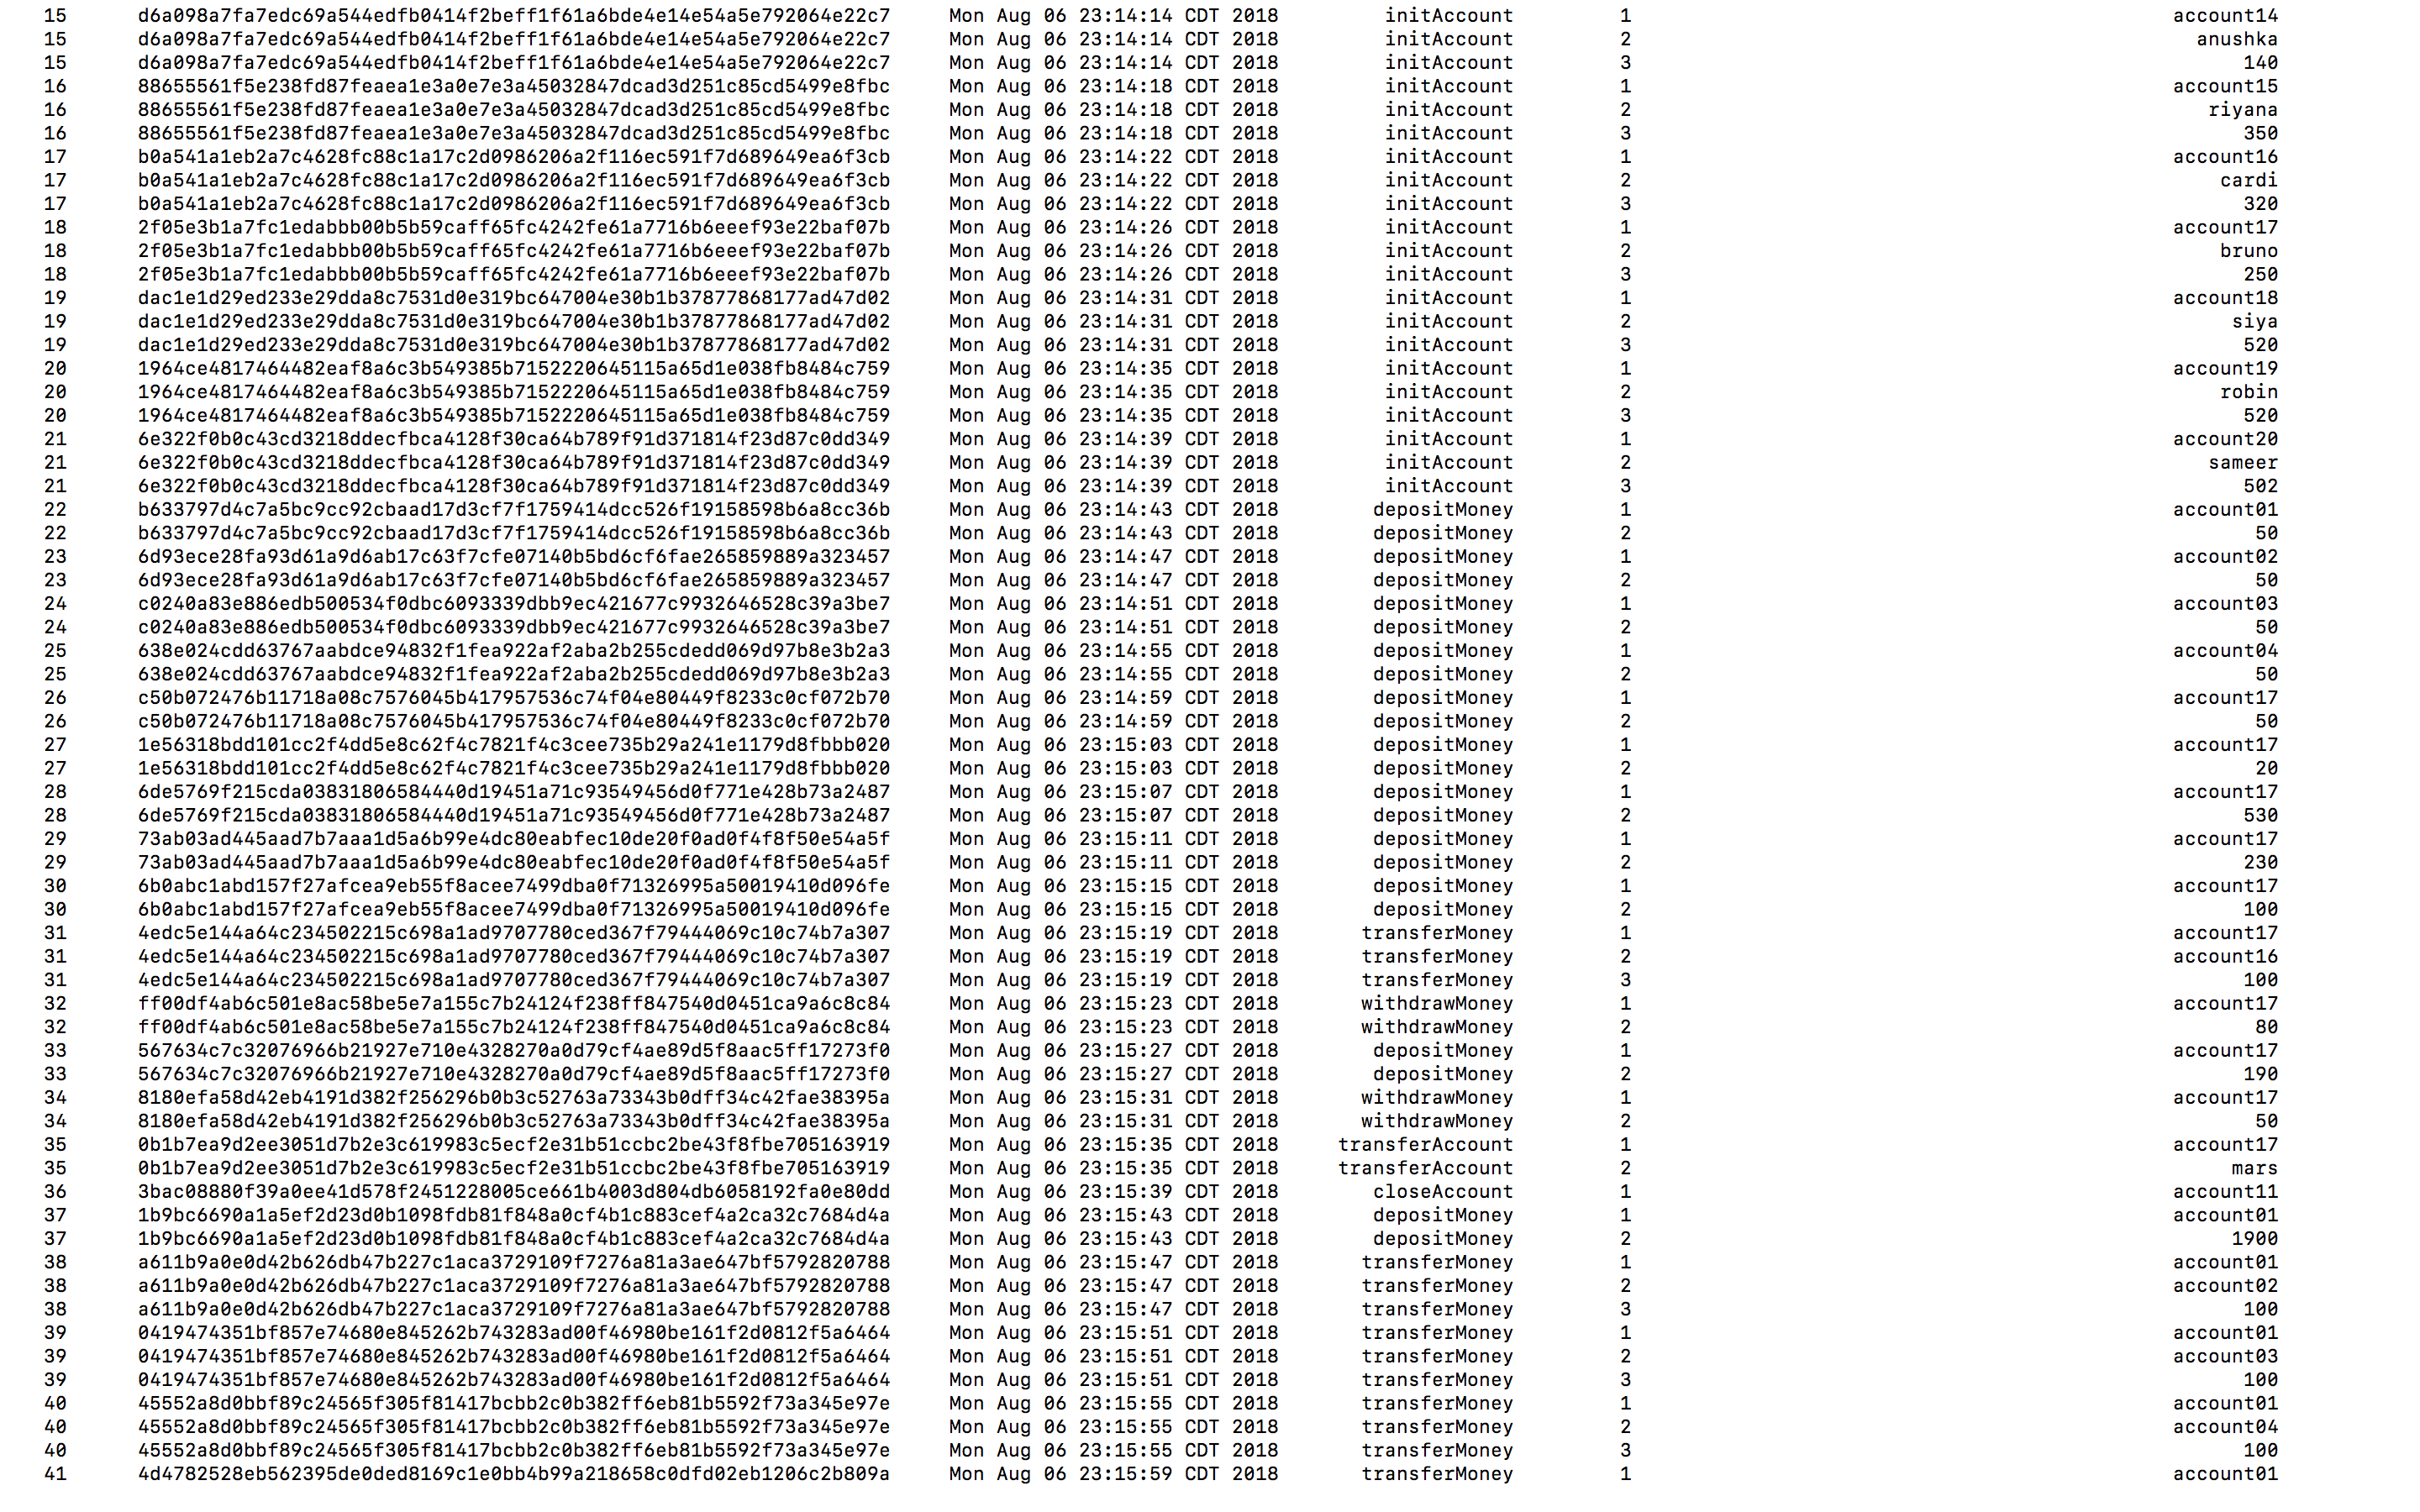 15 d6a098a7fa7edc69a544edfb0414f2beff1f61a6bde4e14e54a5e792064e22c7 Mon Aug 06 23:14:14 CDT 2018 initAccount 1 account14
15 d6a098a7fa7edc69a544edfb0414f2beff1f61a6bde4e14e54a5e792064e22c7 Mon Aug 06 23:14:14 CDT 2018 initAccount 2 anushka
15 d6a098a7fa7edc69a544edfb0414f2beff1f61a6bde4e14e54a5e792064e22c7 Mon Aug 06 23:14:14 CDT 2018 initAccount 3 140
16 88655561f5e238fd87feaea1e3a0e7e3a45032847dcad3d251c85cd5499e8fbc Mon Aug 06 23:14:18 CDT 2018 initAccount 1 account15
16 88655561f5e238fd87feaea1e3a0e7e3a45032847dcad3d251c85cd5499e8fbc Mon Aug 06 23:14:18 CDT 2018 initAccount 2 riyana
16 88655561f5e238fd87feaea1e3a0e7e3a45032847dcad3d251c85cd5499e8fbc Mon Aug 06 23:14:18 CDT 2018 initAccount 3 350
17 b0a541a1eb2a7c4628fc88c1a17c2d0986206a2f116ec591f7d689649ea6f3cb Mon Aug 06 23:14:22 CDT 2018 initAccount 1 account16
17 b0a541a1eb2a7c4628fc88c1a17c2d0986206a2f116ec591f7d689649ea6f3cb Mon Aug 06 23:14:22 CDT 2018 initAccount 2 cardi
17 b0a541a1eb2a7c4628fc88c1a17c2d0986206a2f116ec591f7d689649ea6f3cb Mon Aug 06 23:14:22 CDT 2018 initAccount 3 320
18 2f05e3b1a7fc1edabbb00b5b59caff65fc4242fe61a7716b6eeef93e22baf07b Mon Aug 06 23:14:26 CDT 2018 initAccount 1 account17
18 2f05e3b1a7fc1edabbb00b5b59caff65fc4242fe61a7716b6eeef93e22baf07b Mon Aug 06 23:14:26 CDT 2018 initAccount 2 bruno
18 2f05e3b1a7fc1edabbb00b5b59caff65fc4242fe61a7716b6eeef93e22baf07b Mon Aug 06 23:14:26 CDT 2018 initAccount 3 250
19 dac1e1d29ed233e29dda8c7531d0e319bc647004e30b1b37877868177ad47d02 Mon Aug 06 23:14:31 CDT 2018 initAccount 1 account18
19 dac1e1d29ed233e29dda8c7531d0e319bc647004e30b1b37877868177ad47d02 Mon Aug 06 23:14:31 CDT 2018 initAccount 2 siya
19 dac1e1d29ed233e29dda8c7531d0e319bc647004e30b1b37877868177ad47d02 Mon Aug 06 23:14:31 CDT 2018 initAccount 3 520
20 1964ce4817464482eaf8a6c3b549385b7152220645115a65d1e038fb8484c759 Mon Aug 06 23:14:35 CDT 2018 initAccount 1 account19
20 1964ce4817464482eaf8a6c3b549385b7152220645115a65d1e038fb8484c759 Mon Aug 06 23:14:35 CDT 2018 initAccount 2 robin
20 1964ce4817464482eaf8a6c3b549385b7152220645115a65d1e038fb8484c759 Mon Aug 06 23:14:35 CDT 2018 initAccount 3 520
21 6e322f0b0c43cd3218ddecfbca4128f30ca64b789f91d371814f23d87c0dd349 Mon Aug 06 23:14:39 CDT 2018 initAccount 1 account20
21 6e322f0b0c43cd3218ddecfbca4128f30ca64b789f91d371814f23d87c0dd349 Mon Aug 06 23:14:39 CDT 2018 initAccount 2 sameer
21 6e322f0b0c43cd3218ddecfbca4128f30ca64b789f91d371814f23d87c0dd349 Mon Aug 06 23:14:39 CDT 2018 initAccount 3 502
22 b633797d4c7a5bc9cc92cbaad17d3cf7f1759414dcc526f19158598b6a8cc36b Mon Aug 06 23:14:43 CDT 2018 depositMoney 1 account01
22 b633797d4c7a5bc9cc92cbaad17d3cf7f1759414dcc526f19158598b6a8cc36b Mon Aug 06 23:14:43 CDT 2018 depositMoney 2 50
23 6d93ece28fa93d61a9d6ab17c63f7cfe07140b5bd6cf6fae265859889a323457 Mon Aug 06 23:14:47 CDT 2018 depositMoney 1 account02
23 6d93ece28fa93d61a9d6ab17c63f7cfe07140b5bd6cf6fae265859889a323457 Mon Aug 06 23:14:47 CDT 2018 depositMoney 2 50
24 c0240a83e886edb500534f0dbc6093339dbb9ec421677c9932646528c39a3be7 Mon Aug 06 23:14:51 CDT 2018 depositMoney 1 account03
24 c0240a83e886edb500534f0dbc6093339dbb9ec421677c9932646528c39a3be7 Mon Aug 06 23:14:51 CDT 2018 depositMoney 2 50
25 638e024cdd63767aabdce94832f1fea922af2aba2b255cdedd069d97b8e3b2a3 Mon Aug 06 23:14:55 CDT 2018 depositMoney 1 account04
25 638e024cdd63767aabdce94832f1fea922af2aba2b255cdedd069d97b8e3b2a3 Mon Aug 06 23:14:55 CDT 2018 depositMoney 2 50
26 c50b072476b11718a08c7576045b417957536c74f04e80449f8233c0cf072b70 Mon Aug 06 23:14:59 CDT 2018 depositMoney 1 account17
26 c50b072476b11718a08c7576045b417957536c74f04e80449f8233c0cf072b70 Mon Aug 06 23:14:59 CDT 2018 depositMoney 2 50
27 1e56318bdd101cc2f4dd5e8c62f4c7821f4c3cee735b29a241e1179d8fbbb020 Mon Aug 06 23:15:03 CDT 2018 depositMoney 1 account17
27 1e56318bdd101cc2f4dd5e8c62f4c7821f4c3cee735b29a241e1179d8fbbb020 Mon Aug 06 23:15:03 CDT 2018 depositMoney 2 20
28 6de5769f215cda03831806584440d19451a71c93549456d0f771e428b73a2487 Mon Aug 06 23:15:07 CDT 2018 depositMoney 1 account17
28 6de5769f215cda03831806584440d19451a71c93549456d0f771e428b73a2487 Mon Aug 06 23:15:07 CDT 2018 depositMoney 2 530
29 73ab03ad445aad7b7aaa1d5a6b99e4dc80eabfec10de20f0ad0f4f8f50e54a5f Mon Aug 06 23:15:11 CDT 2018 depositMoney 1 account17
29 73ab03ad445aad7b7aaa1d5a6b99e4dc80eabfec10de20f0ad0f4f8f50e54a5f Mon Aug 06 23:15:11 CDT 2018 depositMoney 2 230
30 6b0abc1abd157f27afcea9eb55f8acee7499dba0f71326995a50019410d096fe Mon Aug 06 23:15:15 CDT 2018 depositMoney 1 account17
30 6b0abc1abd157f27afcea9eb55f8acee7499dba0f71326995a50019410d096fe Mon Aug 06 23:15:15 CDT 2018 depositMoney 2 100
31 4edc5e144a64c234502215c698a1ad9707780ced367f79444069c10c74b7a307 Mon Aug 06 23:15:19 CDT 2018 transferMoney 1 account17
31 4edc5e144a64c234502215c698a1ad9707780ced367f79444069c10c74b7a307 Mon Aug 06 23:15:19 CDT 2018 transferMoney 2 account16
31 4edc5e144a64c234502215c698a1ad9707780ced367f79444069c10c74b7a307 Mon Aug 06 23:15:19 CDT 2018 transferMoney 3 100
32 ff00df4ab6c501e8ac58be5e7a155c7b24124f238ff847540d0451ca9a6c8c84 Mon Aug 06 23:15:23 CDT 2018 withdrawMoney 1 account17
32 ff00df4ab6c501e8ac58be5e7a155c7b24124f238ff847540d0451ca9a6c8c84 Mon Aug 06 23:15:23 CDT 2018 withdrawMoney 2 80
33 567634c7c32076966b21927e710e4328270a0d79cf4ae89d5f8aac5ff17273f0 Mon Aug 06 23:15:27 CDT 2018 depositMoney 1 account17
33 567634c7c32076966b21927e710e4328270a0d79cf4ae89d5f8aac5ff17273f0 Mon Aug 06 23:15:27 CDT 2018 depositMoney 2 190
34 8180efa58d42eb4191d382f256296b0b3c52763a73343b0dff34c42fae38395a Mon Aug 06 23:15:31 CDT 2018 withdrawMoney 1 account17
34 8180efa58d42eb4191d382f256296b0b3c52763a73343b0dff34c42fae38395a Mon Aug 06 23:15:31 CDT 2018 withdrawMoney 2 50
35 0b1b7ea9d2ee3051d7b2e3c619983c5ecf2e31b51ccbc2be43f8fbe705163919 Mon Aug 06 23:15:35 CDT 2018 transferAccount 1 account17
35 0b1b7ea9d2ee3051d7b2e3c619983c5ecf2e31b51ccbc2be43f8fbe705163919 Mon Aug 06 23:15:35 CDT 2018 transferAccount 2 mars
36 3bac08880f39a0ee41d578f2451228005ce661b4003d804db6058192fa0e80dd Mon Aug 06 23:15:39 CDT 2018 closeAccount 1 account11
37 1b9bc6690a1a5ef2d23d0b1098fdb81f848a0cf4b1c883cef4a2ca32c7684d4a Mon Aug 06 23:15:43 CDT 2018 depositMoney 1 account01
37 1b9bc6690a1a5ef2d23d0b1098fdb81f848a0cf4b1c883cef4a2ca32c7684d4a Mon Aug 06 23:15:43 CDT 2018 depositMoney 2 1900
38 a611b9a0e0d42b626db47b227c1aca3729109f7276a81a3ae647bf5792820788 Mon Aug 06 23:15:47 CDT 2018 transferMoney 1 account01
38 a611b9a0e0d42b626db47b227c1aca3729109f7276a81a3ae647bf5792820788 Mon Aug 06 23:15:47 CDT 2018 transferMoney 2 account02
38 a611b9a0e0d42b626db47b227c1aca3729109f7276a81a3ae647bf5792820788 Mon Aug 06 23:15:47 CDT 2018 transferMoney 3 100
39 0419474351bf857e74680e845262b743283ad00f46980be161f2d0812f5a6464 Mon Aug 06 23:15:51 CDT 2018 transferMoney 1 account01
39 0419474351bf857e74680e845262b743283ad00f46980be161f2d0812f5a6464 Mon Aug 06 23:15:51 CDT 2018 transferMoney 2 account03
39 0419474351bf857e74680e845262b743283ad00f46980be161f2d0812f5a6464 Mon Aug 06 23:15:51 CDT 2018 transferMoney 3 100
40 45552a8d0bbf89c24565f305f81417bcbb2c0b382ff6eb81b5592f73a345e97e Mon Aug 06 23:15:55 CDT 2018 transferMoney 1 account01
40 45552a8d0bbf89c24565f305f81417bcbb2c0b382ff6eb81b5592f73a345e97e Mon Aug 06 23:15:55 CDT 2018 transferMoney 2 account04
40 45552a8d0bbf89c24565f305f81417bcbb2c0b382ff6eb81b5592f73a345e97e Mon Aug 06 23:15:55 CDT 2018 transferMoney 3 100
41 4d4782528eb562395de0ded8169c1e0bb4b99a218658c0dfd02eb1206c2b809a Mon Aug 06 23:15:59 CDT 2018 transferMoney 1 account01